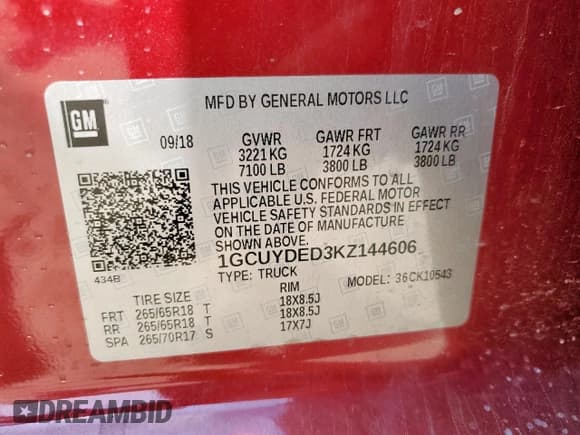 GM
MFD BY GENERAL MOTORS LLC
09/18 GVWR GAWR FRT GAWR RR
3221 KG 1724 KG 1724 KG
7100 LB 3800 LB 3800 LB
THIS VEHICLE CONFORMS TO ALL
APPLICABLE U.S. FEDERAL MOTOR
VEHICLE SAFETY STANDARDS IN EFFECT
ON THE DATE OF MANUFACTURE
SHOWN ABOVE.
1GCUYDED3KZ144606
434B TYPE: TRUCK MODEL: 36CK10543
TIRE SIZE RIM
FRT 265/65R18 T 18X8.5J
RR 265/65R18 T 18X8.5J
SPA 265/70R17 S 17X7J
DREAMBID